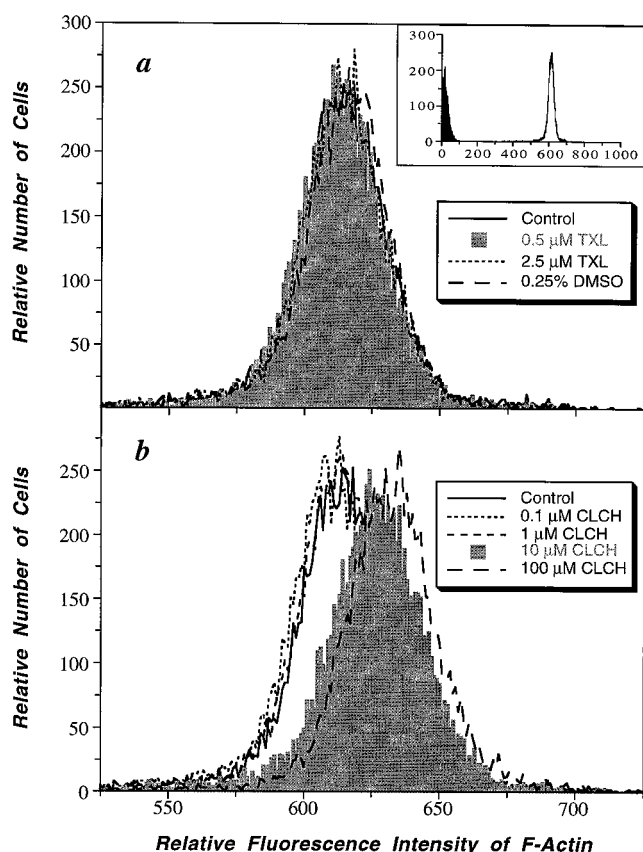 300
250
200
150
100
50
Relative Number of Cells
a
300
200
100
0
0 200 400 600 800 1000
Control
0.5 µM TXL
2.5 µM TXL
0.25% DMSO
250
200
150
100
50
0
Relative Number of Cells
b
Control
0.1 µM CLCH
1 µM CLCH
10 µM CLCH
100 µM CLCH
550 600 650 700
Relative Fluorescence Intensity of F-Actin